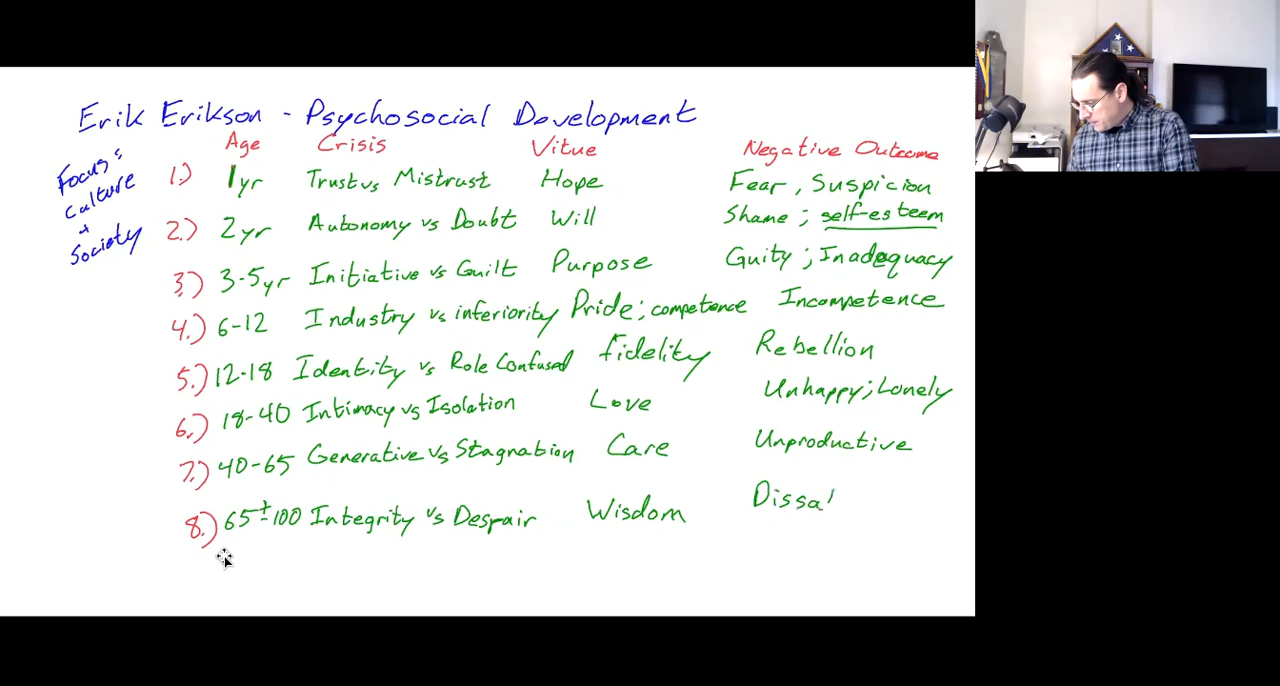 Erik Erikson - Psychosocial Development
Age Crisis Vitue Negative Outcome
Focus: Culture + Society
1.) 1yr Trust vs Mistrust Hope Fear, Suspicion
2.) 2yr Autonomy vs Doubt Will Shame; self-esteem
3.) 3-5yr Initiative vs Guilt Purpose Guity; Inadequacy
4.) 6-12 Industry vs inferiority Pride; competence Incompetence
5.) 12-18 Identity vs Role Confused fidelity Rebellion
6.) 18-40 Intimacy vs Isolation Love Unhappy; Lonely
7.) 40-65 Generative vs Stagnation Care Unproductive
8.) 65+-100 Integrity vs Despair Wisdom Dissa